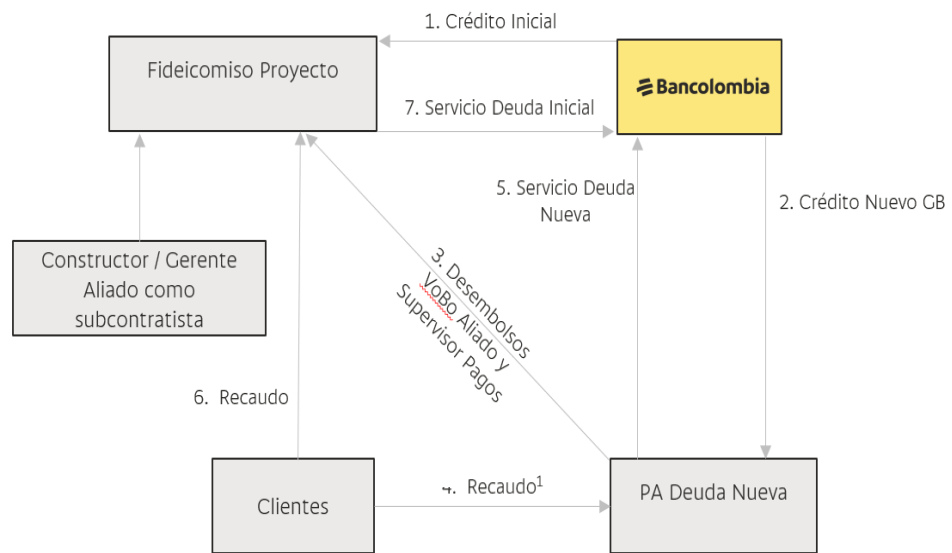 1. Crédito Inicial
Fideicomiso Proyecto
Bancolombia
7. Servicio Deuda Inicial
5. Servicio Deuda
Nueva
2. Crédito Nuevo GB
Constructor / Gerente
Aliado como
subcontratista
3. Desembolsos
VoBo Aliado y
Supervisor Pagos
6. Recaudo
Clientes
4. Recaudo¹
PA Deuda Nueva